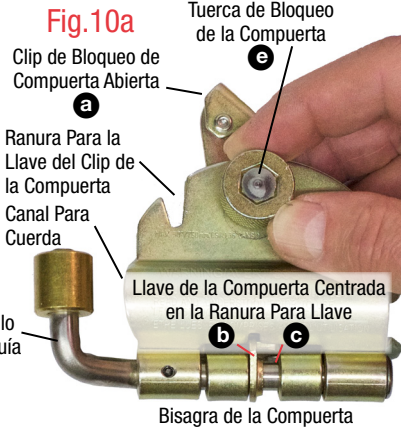 Fig.10a
Tuerca de Bloqueo
de la Compuerta
e
Clip de Bloqueo de
Compuerta Abierta
a
Ranura Para la
Llave del Clip de
la Compuerta
Canal Para
Cuerda
Llave de la Compuerta Centrada
en la Ranura Para Llave
b c
lo
uía
Bisagra de la Compuerta